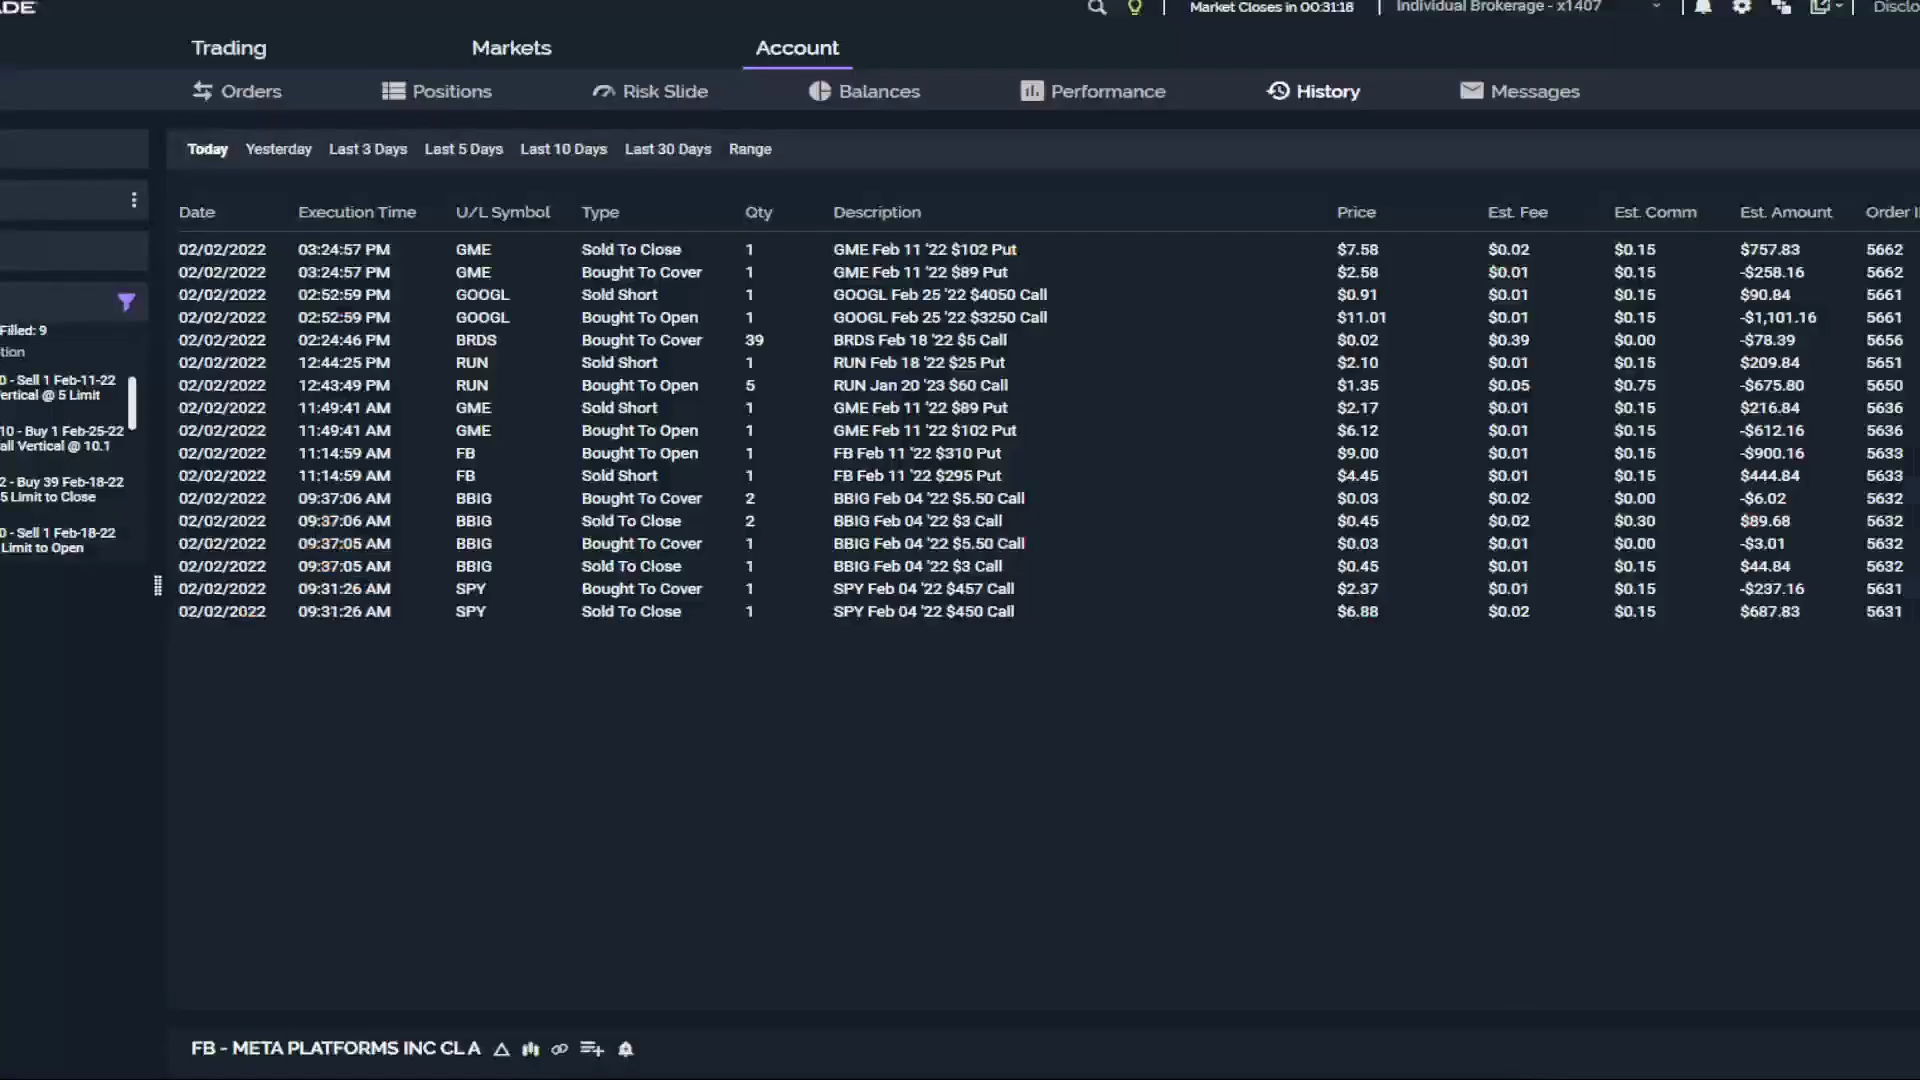 ADE
Market Closes in 00:31:18
Individual Brokerage - x1407
Disclo
Trading Markets Account
Orders Positions Risk Slide Balances Performance History Messages
Today Yesterday Last 3 Days Last 5 Days Last 10 Days Last 30 Days Range
Date Execution Time U/L Symbol Type Qty Description Price Est. Fee Est. Comm Est. Amount Order I
02/02/2022 03:24:57 PM GME Sold To Close 1 GME Feb 11 '22 $102 Put $7.58 $0.02 $0.15 $757.83 5662
02/02/2022 03:24:57 PM GME Bought To Cover 1 GME Feb 11 '22 $89 Put $2.58 $0.01 $0.15 -$258.16 5662
02/02/2022 02:52:59 PM GOOGL Sold Short 1 GOOGL Feb 25 '22 $4050 Call $0.91 $0.01 $0.15 $90.84 5661
02/02/2022 02:52:59 PM GOOGL Bought To Open 1 GOOGL Feb 25 '22 $3250 Call $11.01 $0.01 $0.15 -$1,101.16 5661
02/02/2022 02:24:46 PM BRDS Bought To Cover 39 BRDS Feb 18 '22 $5 Call $0.02 $0.39 $0.00 -$78.39 5656
02/02/2022 12:44:25 PM RUN Sold Short 1 RUN Feb 18 '22 $25 Put $2.10 $0.01 $0.15 $209.84 5651
02/02/2022 12:43:49 PM RUN Bought To Open 5 RUN Jan 20 '23 $60 Call $1.35 $0.05 $0.75 -$675.80 5650
02/02/2022 11:49:41 AM GME Sold Short 1 GME Feb 11 '22 $89 Put $2.17 $0.01 $0.15 $216.84 5636
02/02/2022 11:49:41 AM GME Bought To Open 1 GME Feb 11 '22 $102 Put $6.12 $0.01 $0.15 -$612.16 5636
02/02/2022 11:14:59 AM FB Bought To Open 1 FB Feb 11 '22 $310 Put $9.00 $0.01 $0.15 -$900.16 5633
02/02/2022 11:14:59 AM FB Sold Short 1 FB Feb 11 '22 $295 Put $4.45 $0.01 $0.15 $444.84 5633
02/02/2022 09:37:06 AM BBIG Bought To Cover 2 BBIG Feb 04 '22 $5.50 Call $0.03 $0.02 $0.00 -$6.02 5632
02/02/2022 09:37:06 AM BBIG Sold To Close 2 BBIG Feb 04 '22 $3 Call $0.45 $0.02 $0.30 $89.68 5632
02/02/2022 09:37:05 AM BBIG Bought To Cover 1 BBIG Feb 04 '22 $5.50 Call $0.03 $0.01 $0.00 -$3.01 5632
02/02/2022 09:37:05 AM BBIG Sold To Close 1 BBIG Feb 04 '22 $3 Call $0.45 $0.01 $0.15 $44.84 5632
02/02/2022 09:31:26 AM SPY Bought To Cover 1 SPY Feb 04 '22 $457 Call $2.37 $0.01 $0.15 -$237.16 5631
02/02/2022 09:31:26 AM SPY Sold To Close 1 SPY Feb 04 '22 $450 Call $6.88 $0.02 $0.15 $687.83 5631
Filled: 9
tion
0 - Sell 1 Feb-11-22
ertical @ 5 Limit
10 - Buy 1 Feb-25-22
all Vertical @ 10.1
2 - Buy 39 Feb-18-22
5 Limit to Close
0 - Sell 1 Feb-18-22
Limit to Open
FB - META PLATFORMS INC CL A